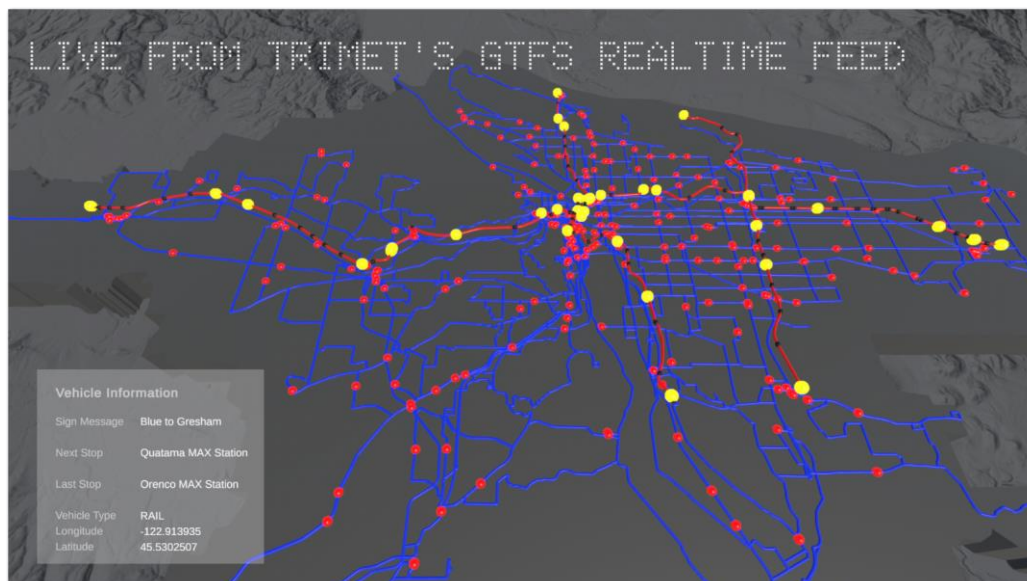 LIVE FROM TRIMET'S GTFS REALTIME FEED
Vehicle Information
Sign Message Blue to Gresham
Next Stop Quatama MAX Station
Last Stop Orenco MAX Station
Vehicle Type RAIL
Longitude -122.913935
Latitude 45.5302507